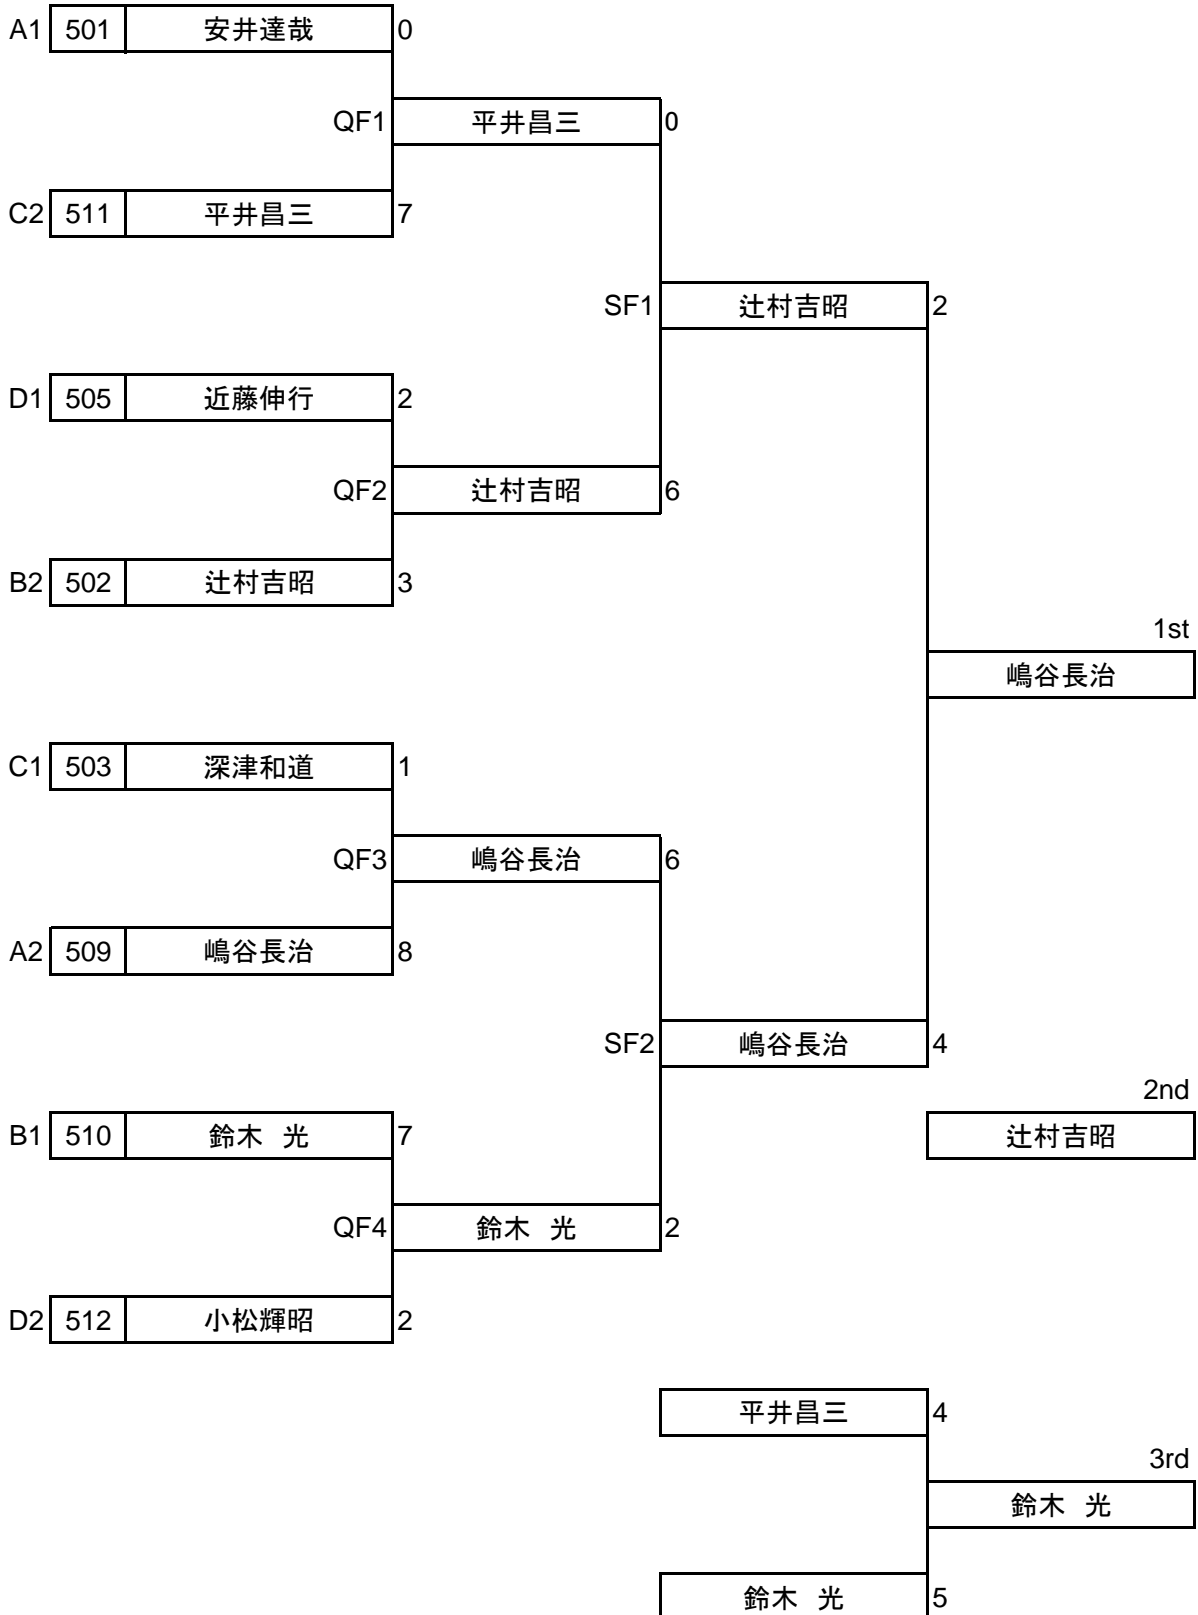 A1 501 安井達哉 0
QF1 平井昌三 0
C2 511 平井昌三 7
SF1 辻村吉昭 2
D1 505 近藤伸行 2
QF2 辻村吉昭 6
B2 502 辻村吉昭 3
1st
嶋谷長治
C1 503 深津和道 1
QF3 嶋谷長治 6
A2 509 嶋谷長治 8
SF2 嶋谷長治 4
2nd
B1 510 鈴木　光 7 辻村吉昭
QF4 鈴木　光 2
D2 512 小松輝昭 2
平井昌三 4
3rd
鈴木　光
鈴木　光 5